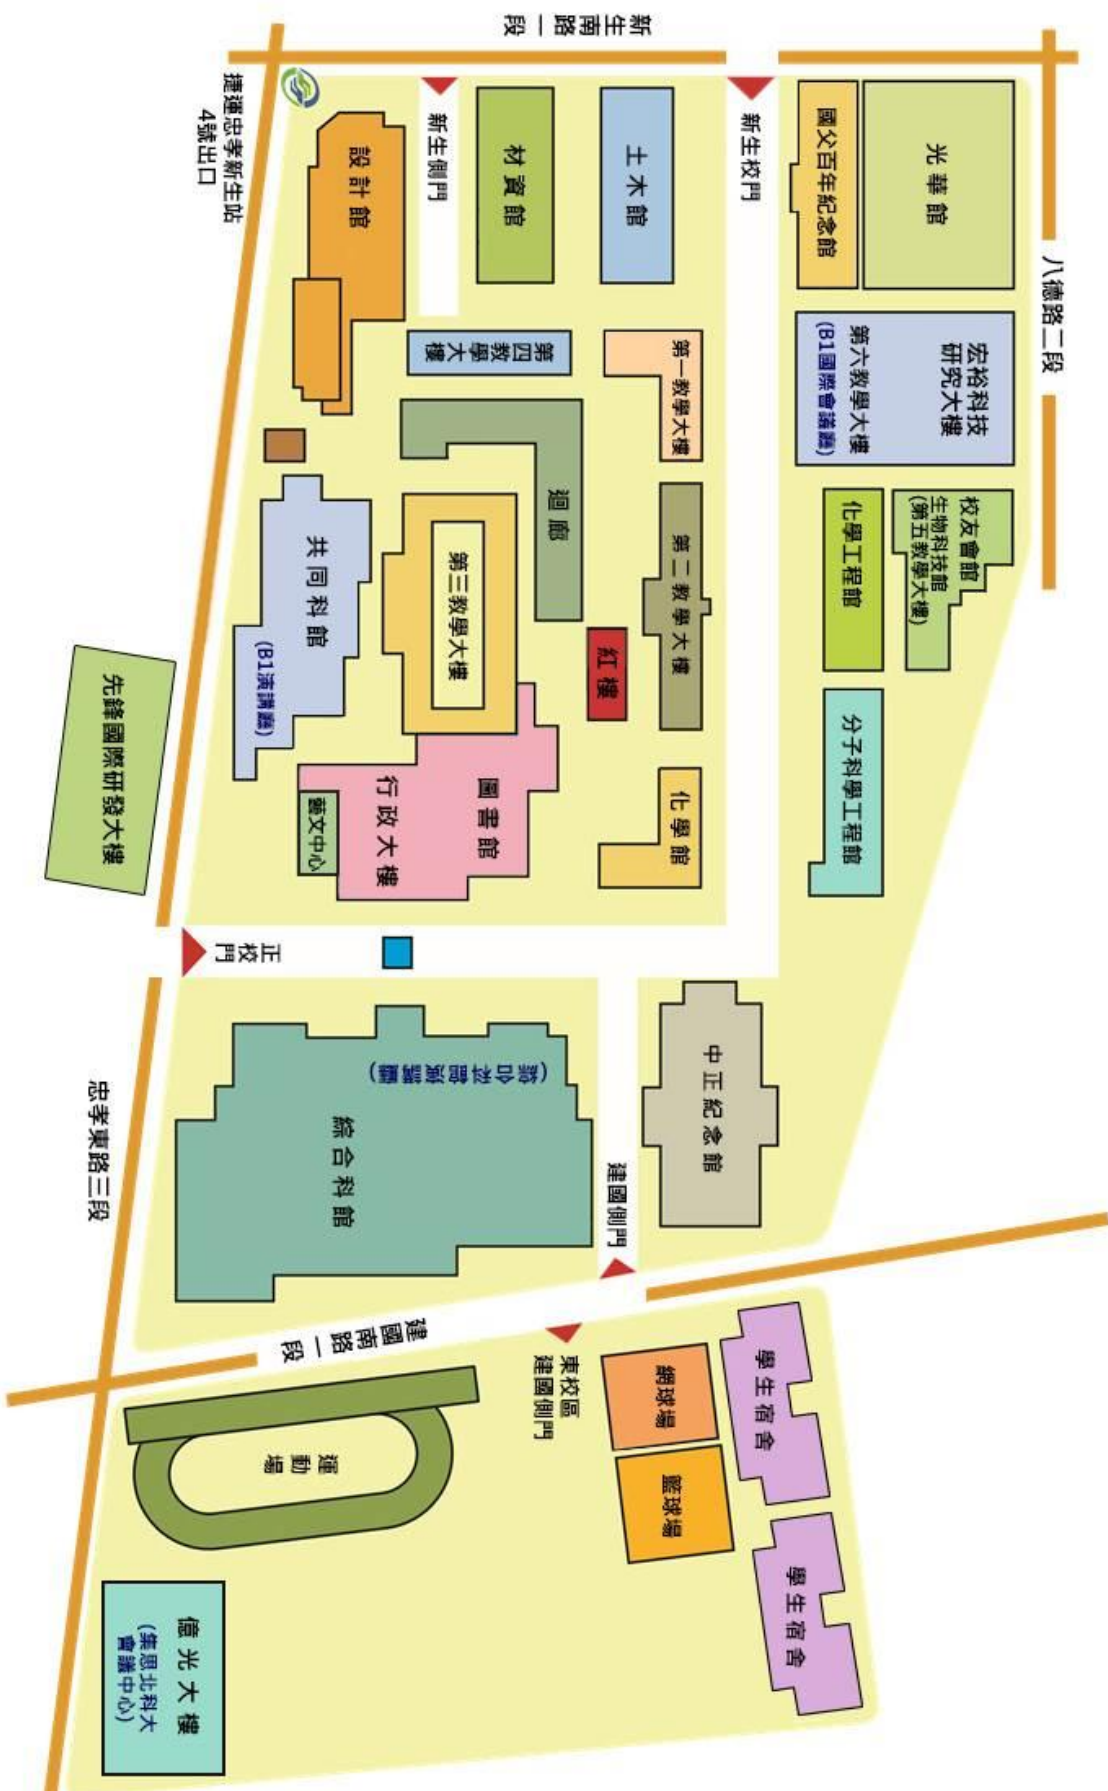 新生南路一段
八德路二段
捷運忠孝新生站
4號出口
新生側門
新生校門
設計館
材資館
土木館
國父百年紀念館
光華館
第四教學大樓
第一教學大樓
宏裕科技
研究大樓
第六教學大樓
(B1國際會議廳)
迴廊
第二教學大樓
化學工程館
校友會館
生物科技館
(第五教學大樓)
共同科館
(B1演講廳)
第三教學大樓
紅樓
分子科學工程館
先鋒國際研發大樓
圖書館
行政大樓
藝文中心
化學館
正校門
中正紀念館
綜合科館
(綜合科館演講廳)
忠孝東路三段
建國側門
建國南路一段
東校區
建國側門
網球場
籃球場
學生宿舍
學生宿舍
運動場
億光大樓
(集思北科大
會議中心)